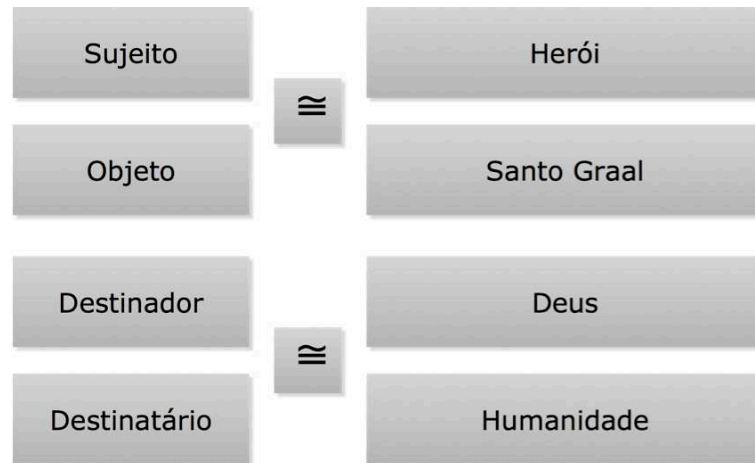 Sujeito
≅
Herói
Objeto
Santo Graal
Destinador
≅
Deus
Destinatário
Humanidade